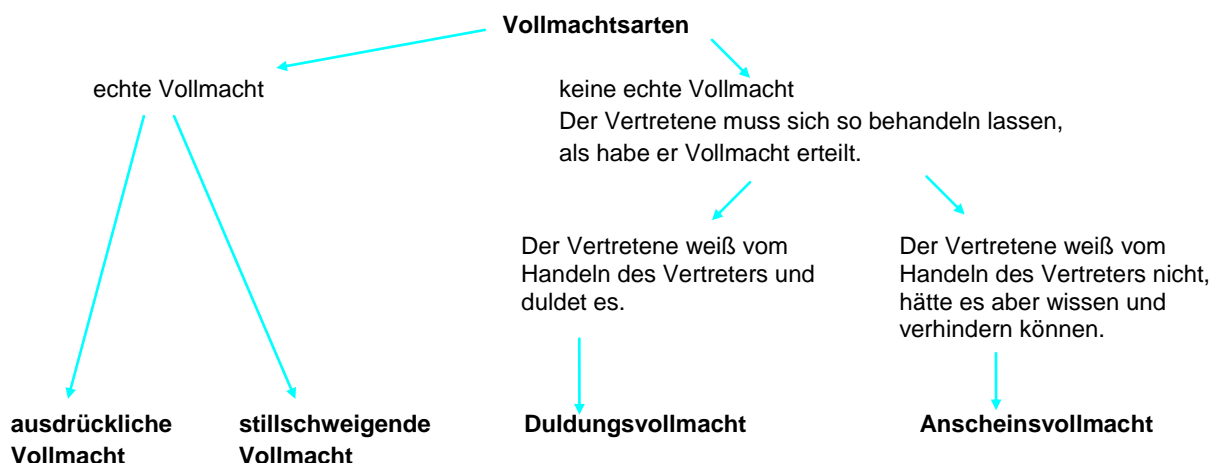 Vollmachtsarten
echte Vollmacht
keine echte Vollmacht
Der Vertretene muss sich so behandeln lassen,
als habe er Vollmacht erteilt.
Der Vertretene weiß vom
Handeln des Vertreters und
duldet es.
Der Vertretene weiß vom
Handeln des Vertreters nicht,
hätte es aber wissen und
verhindern können.
ausdrückliche
Vollmacht
stillschweigende
Vollmacht
Duldungsvollmacht
Anscheinsvollmacht